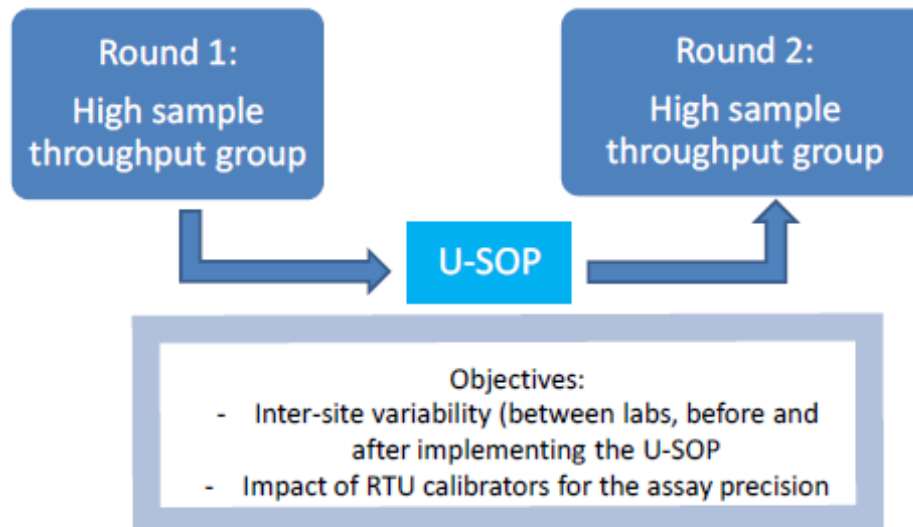 Round 1:
High sample
throughput group
Round 2:
High sample
throughput group
U-SOP
Objectives:
- Inter-site variability (between labs, before and
after implementing the U-SOP
- Impact of RTU calibrators for the assay precision